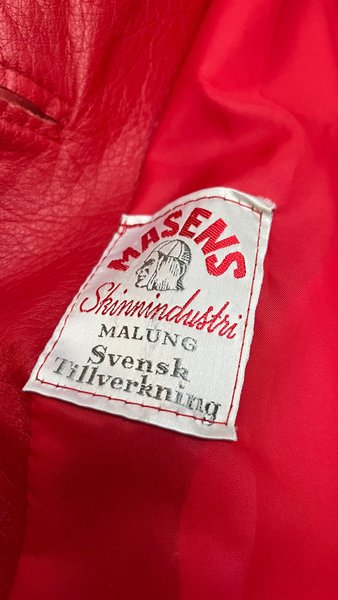 MASENS
Skinnindustri
MALUNG
Svensk
Tillverkning